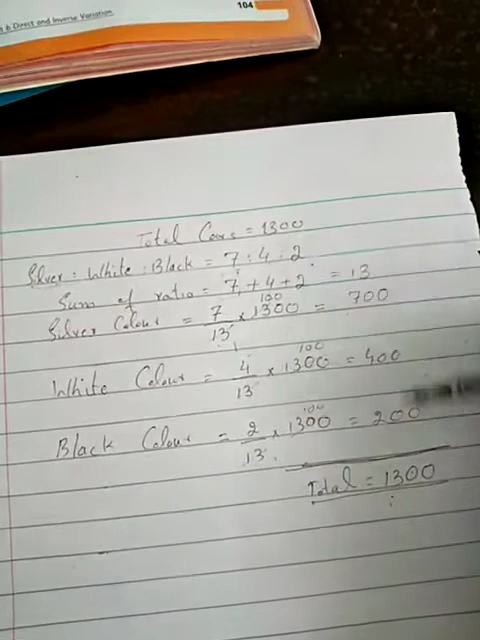 6 Direct and Inverse Variation
104
Total Cars = 1300
Silver : White : Black = 7 : 4 : 2
Sum of ratio = 7 + 4 + 2 = 13
Silver Colour = 7/13 × 1300 100 = 700
White Colour = 4/13 × 1300 100 = 400
Black Colour = 2/13 × 1300 100 = 200
Total = 1300